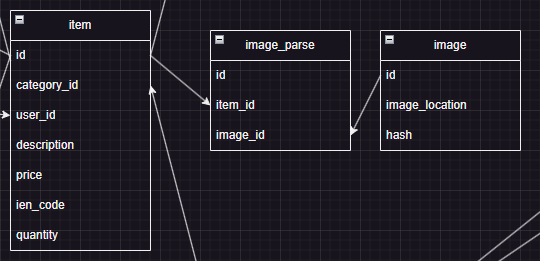 item
id
category_id
user_id
description
price
ien_code
quantity
image_parse
id
item_id
image_id
image
id
image_location
hash